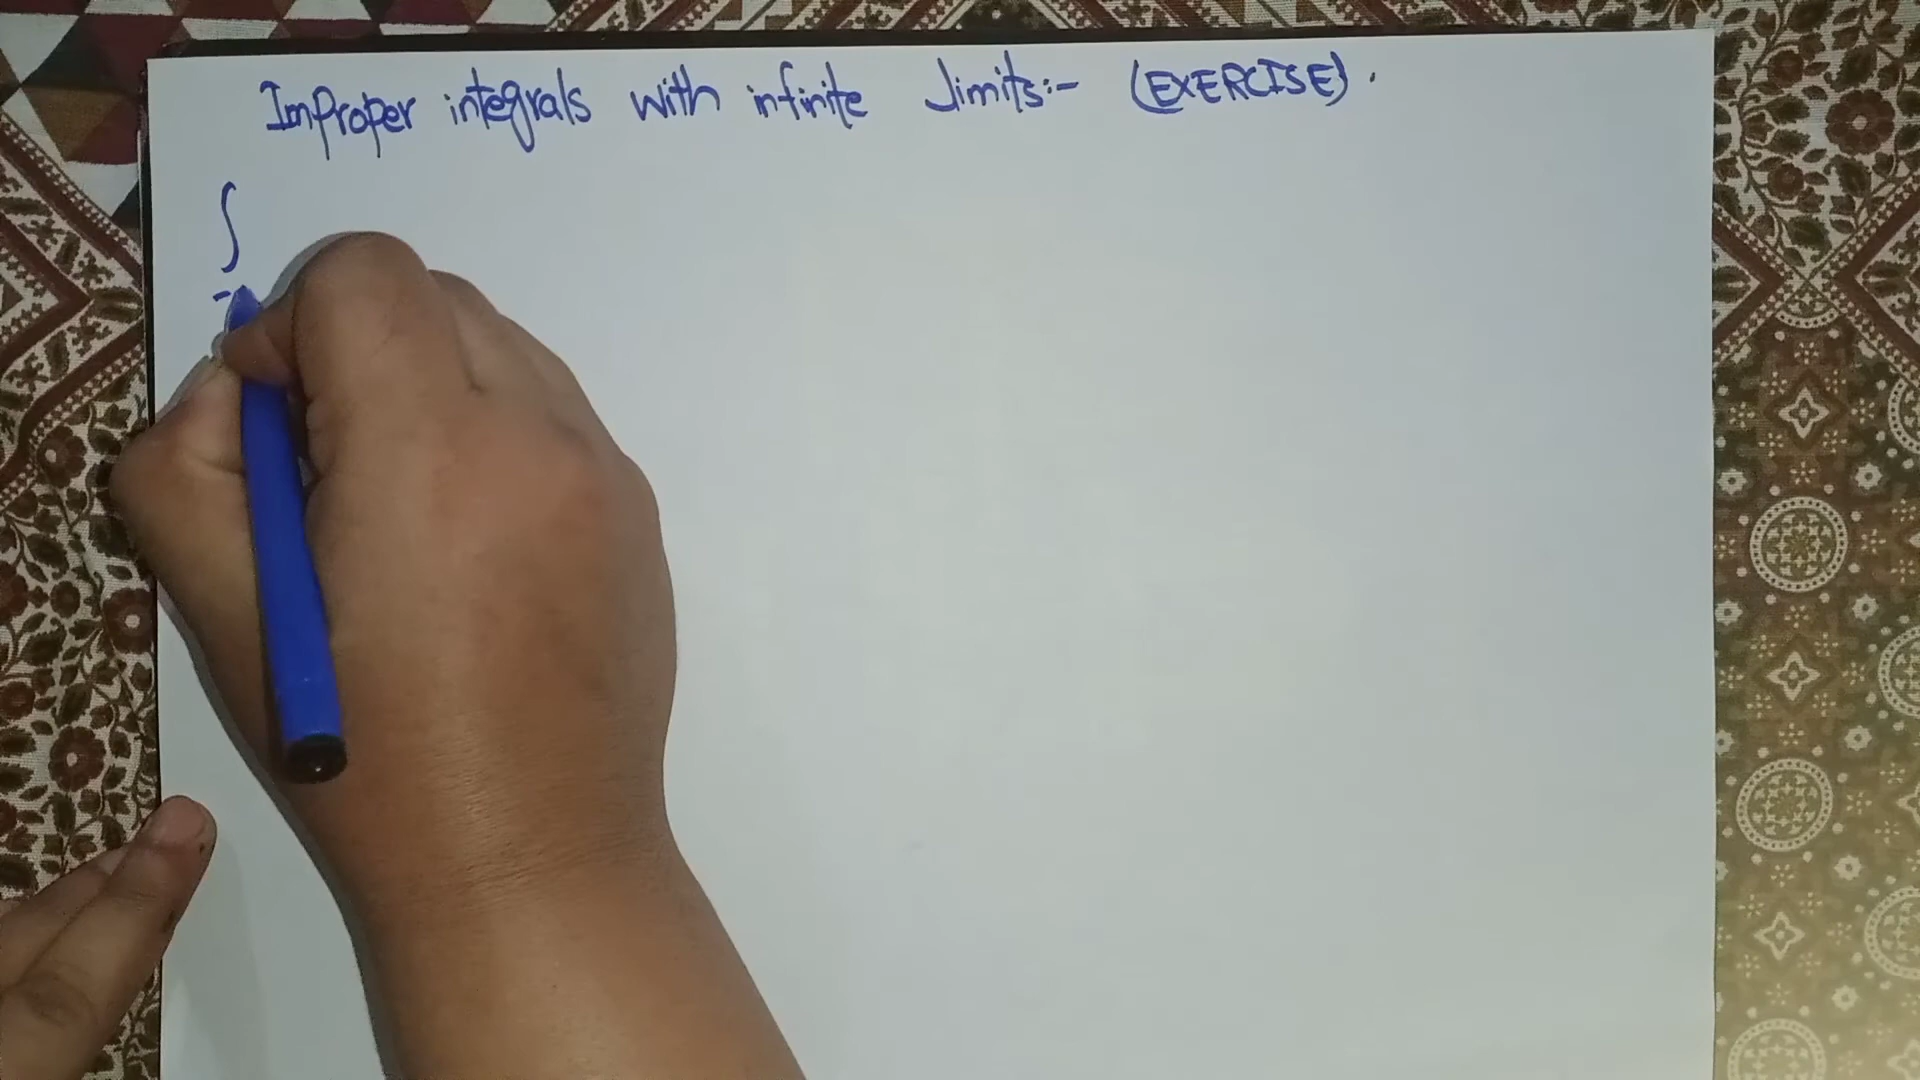 Improper integrals with infinite limits:- (EXERCISE).
∫
-